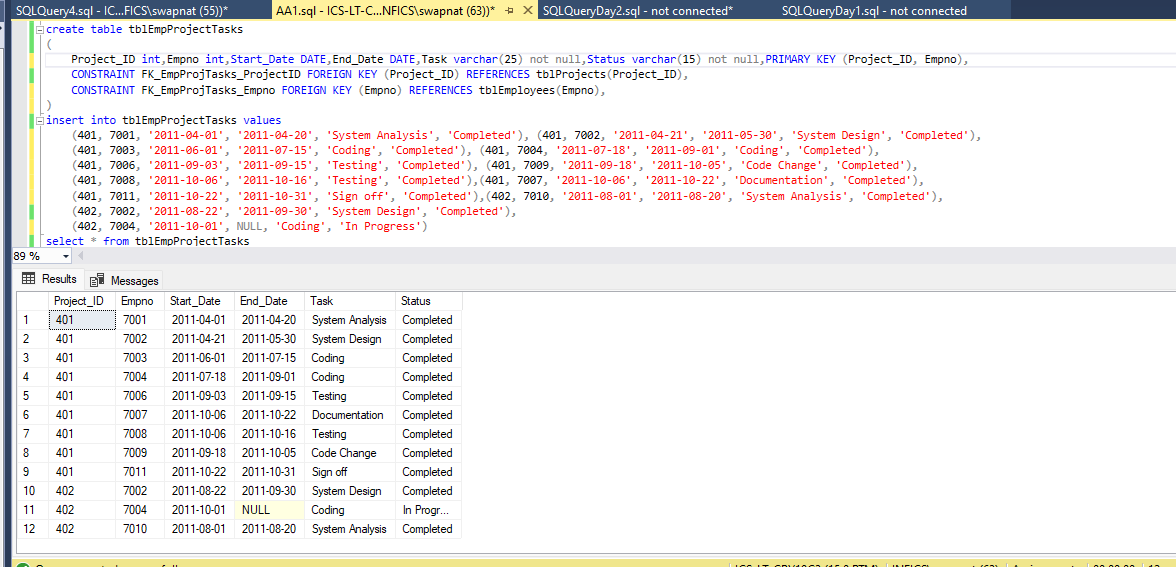 SQLQuery4.sql - IC...FICS\swapnat (55))* AA1.sql - ICS-LT-C...NFICS\swapnat (63))* SQLQueryDay2.sql - not connected* SQLQueryDay1.sql - not connected
create table tblEmpProjectTasks
(
Project_ID int,Empno int,Start_Date DATE,End_Date DATE,Task varchar(25) not null,Status varchar(15) not null,PRIMARY KEY (Project_ID, Empno),
CONSTRAINT FK_EmpProjTasks_ProjectID FOREIGN KEY (Project_ID) REFERENCES tblProjects(Project_ID),
CONSTRAINT FK_EmpProjTasks_Empno FOREIGN KEY (Empno) REFERENCES tblEmployees(Empno),
)
insert into tblEmpProjectTasks values
(401, 7001, '2011-04-01', '2011-04-20', 'System Analysis', 'Completed'), (401, 7002, '2011-04-21', '2011-05-30', 'System Design', 'Completed'),
(401, 7003, '2011-06-01', '2011-07-15', 'Coding', 'Completed'), (401, 7004, '2011-07-18', '2011-09-01', 'Coding', 'Completed'),
(401, 7006, '2011-09-03', '2011-09-15', 'Testing', 'Completed'), (401, 7009, '2011-09-18', '2011-10-05', 'Code Change', 'Completed'),
(401, 7008, '2011-10-06', '2011-10-16', 'Testing', 'Completed'),(401, 7007, '2011-10-06', '2011-10-22', 'Documentation', 'Completed'),
(401, 7011, '2011-10-22', '2011-10-31', 'Sign off', 'Completed'),(402, 7010, '2011-08-01', '2011-08-20', 'System Analysis', 'Completed'),
(402, 7002, '2011-08-22', '2011-09-30', 'System Design', 'Completed'),
(402, 7004, '2011-10-01', NULL, 'Coding', 'In Progress')
select * from tblEmpProjectTasks
89 %
Results Messages
Project_ID Empno Start_Date End_Date Task Status
1 401 7001 2011-04-01 2011-04-20 System Analysis Completed
2 401 7002 2011-04-21 2011-05-30 System Design Completed
3 401 7003 2011-06-01 2011-07-15 Coding Completed
4 401 7004 2011-07-18 2011-09-01 Coding Completed
5 401 7006 2011-09-03 2011-09-15 Testing Completed
6 401 7007 2011-10-06 2011-10-22 Documentation Completed
7 401 7008 2011-10-06 2011-10-16 Testing Completed
8 401 7009 2011-09-18 2011-10-05 Code Change Completed
9 401 7011 2011-10-22 2011-10-31 Sign off Completed
10 402 7002 2011-08-22 2011-09-30 System Design Completed
11 402 7004 2011-10-01 NULL Coding In Progr...
12 402 7010 2011-08-01 2011-08-20 System Analysis Completed